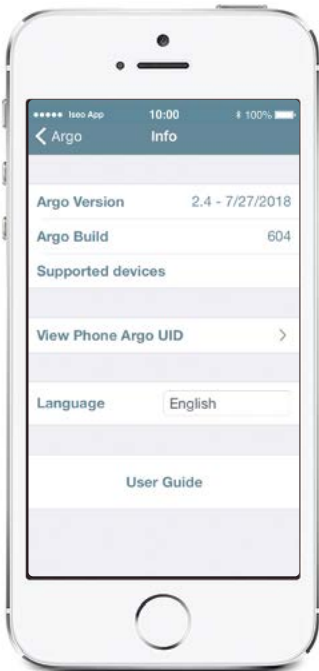 Iseo App 10:00 100%
Argo Info
Argo Version 2.4 - 7/27/2018
Argo Build 604
Supported devices
View Phone Argo UID
Language English
User Guide